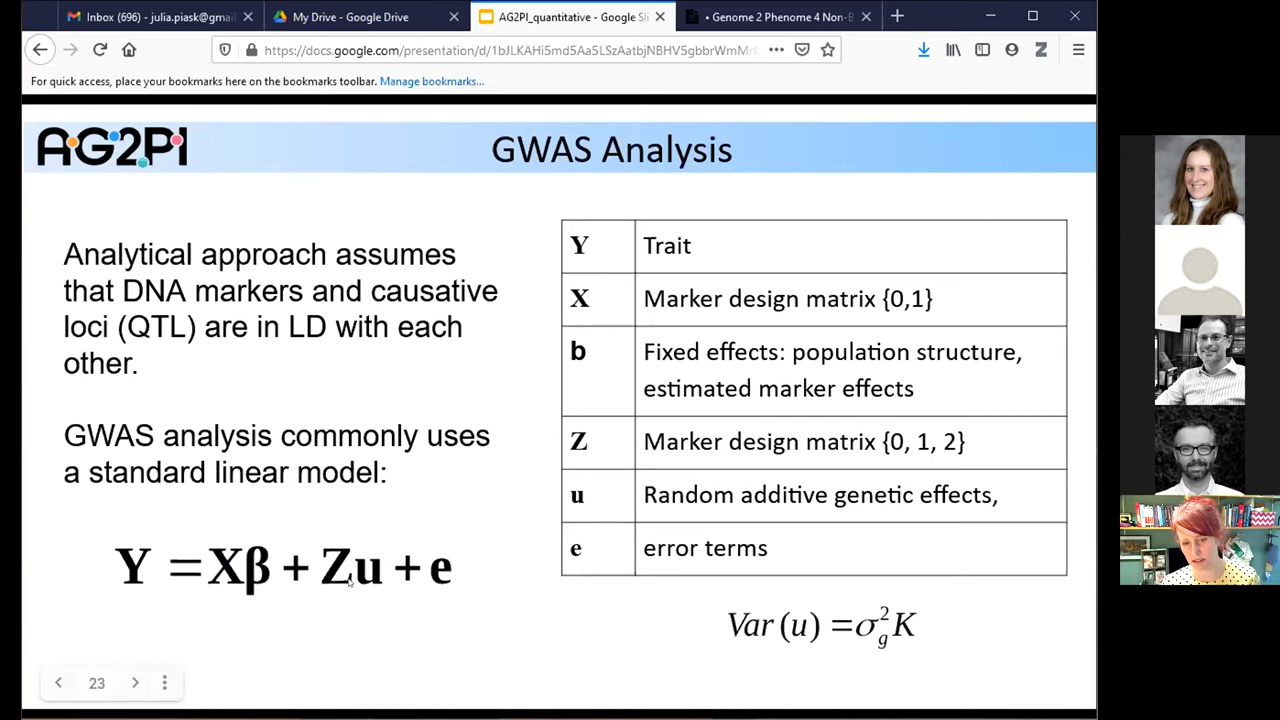 Inbox (696) - julia.piask@gmail
My Drive - Google Drive
AG2PI_quantitative - Google Sli
• Genome 2 Phenome 4 Non-B
https://docs.google.com/presentation/d/
For quick access, place your bookmarks here on the bookmarks toolbar. Manage bookmarks...
AG2PI
GWAS Analysis
Analytical approach assumes
that DNA markers and causative
loci (QTL) are in LD with each
other.
GWAS analysis commonly uses
a standard linear model:
Y =Xβ + Zu + e
Y Trait
X Marker design matrix {0,1}
b Fixed effects: population structure,
estimated marker effects
Z Marker design matrix {0, 1, 2}
u Random additive genetic effects,
e error terms
Var (u) =σ²g K
23